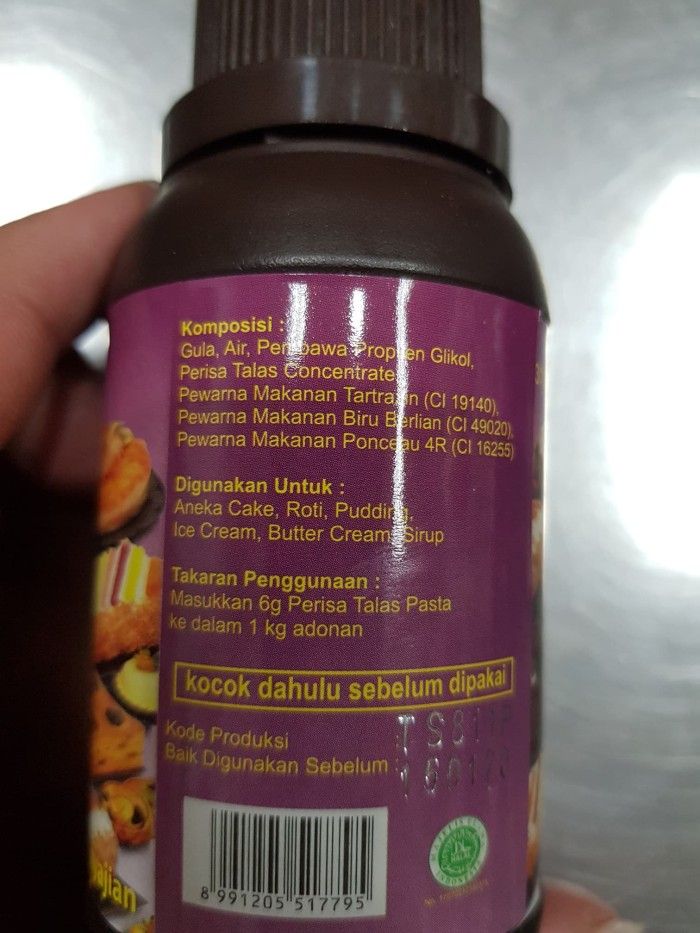 Komposisi :
Gula, Air, Pembawa Propilen Glikol,
Perisa Talas Concentrate,
Pewarna Makanan Tartrazin (CI 19140),
Pewarna Makanan Biru Berlian (CI 49020),
Pewarna Makanan Ponceau 4R (CI 16255)
Digunakan Untuk :
Aneka Cake, Roti, Pudding,
Ice Cream, Butter Cream, Sirup
Takaran Penggunaan :
Masukkan 6g Perisa Talas Pasta
ke dalam 1 kg adonan
kocok dahulu sebelum dipakai
Kode Produksi
Baik Digunakan Sebelum
8 991205 517795
HALAL